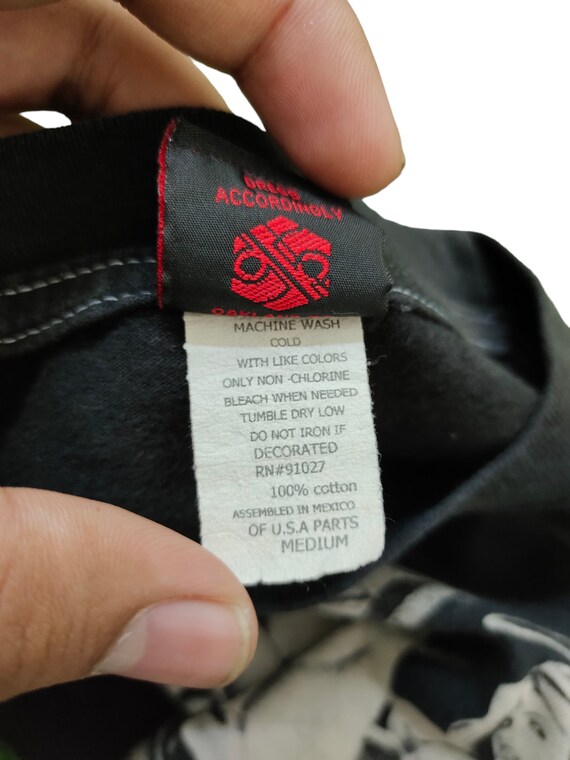 DRESS
ACCORDINGLY
MACHINE WASH
COLD
WITH LIKE COLORS
ONLY NON -CHLORINE
BLEACH WHEN NEEDED
TUMBLE DRY LOW
DO NOT IRON IF
DECORATED
RN#91027
100% cotton
ASSEMBLED IN MEXICO
OF U.S.A PARTS
MEDIUM